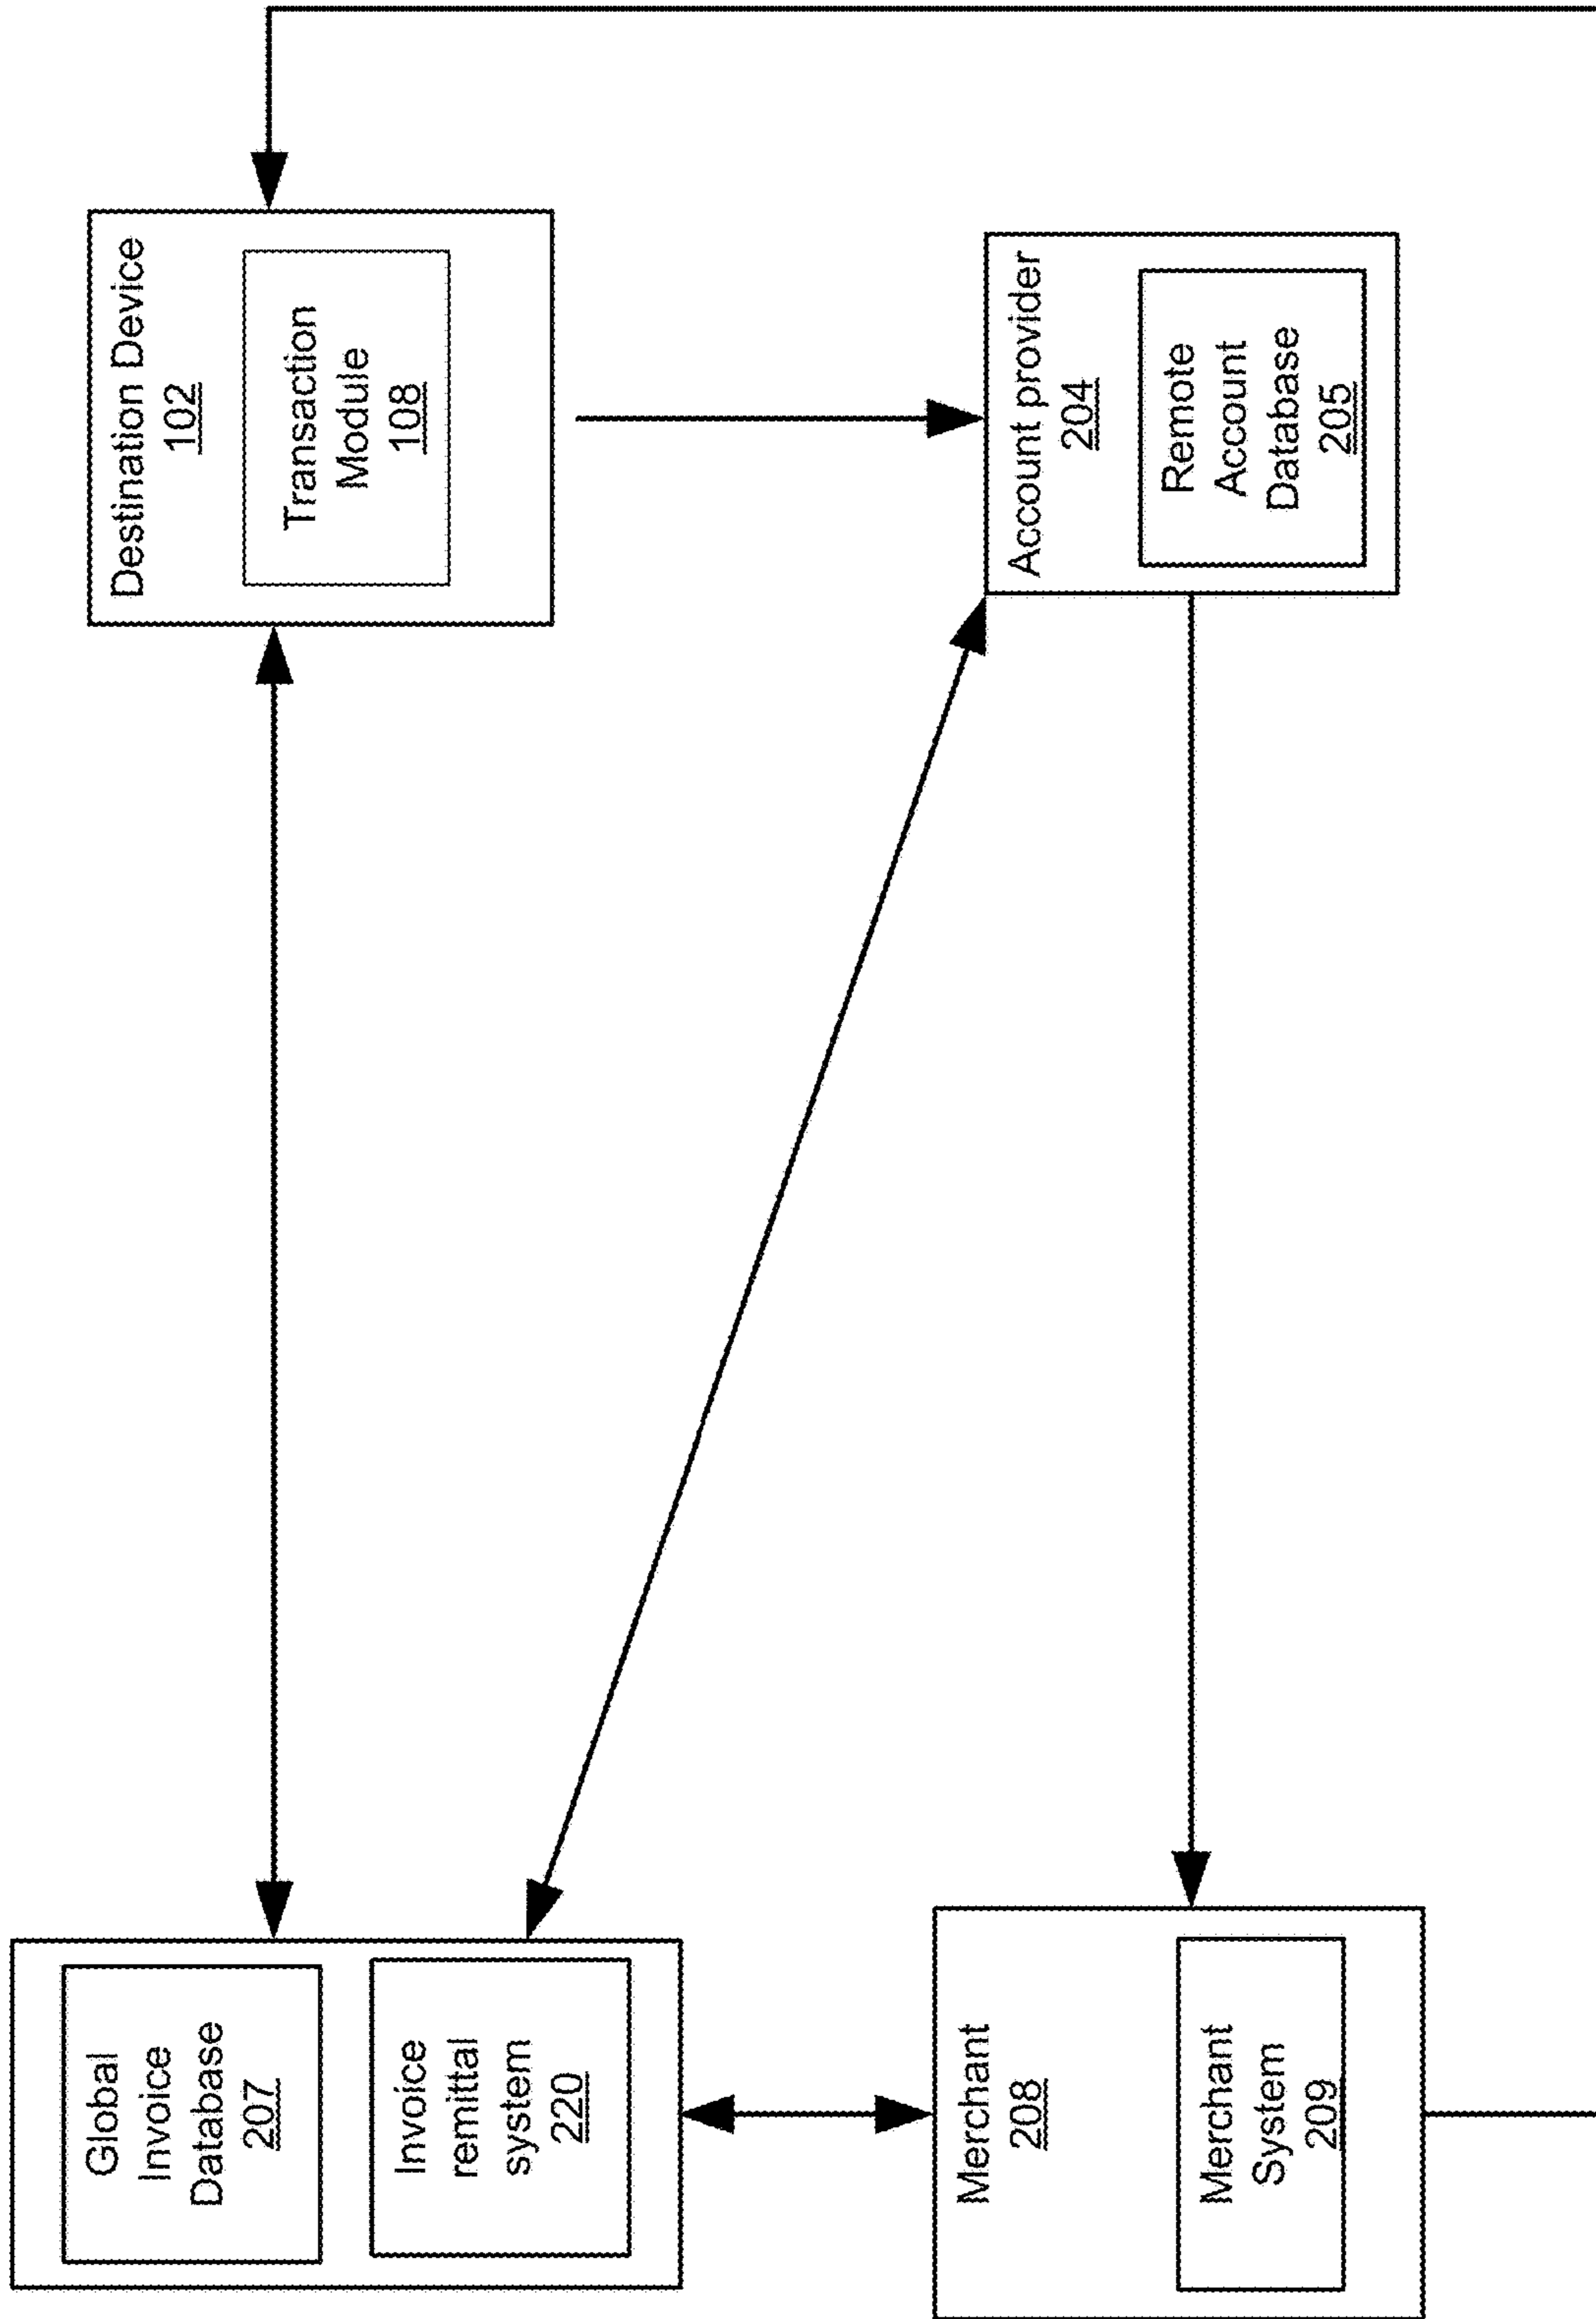 Global
Invoice
Database
207
Invoice
remittal
system
220
Destination Device
102
Transaction
Module
108
Merchant
208
Merchant
System
209
Account provider
204
Remote
Account
Database
205